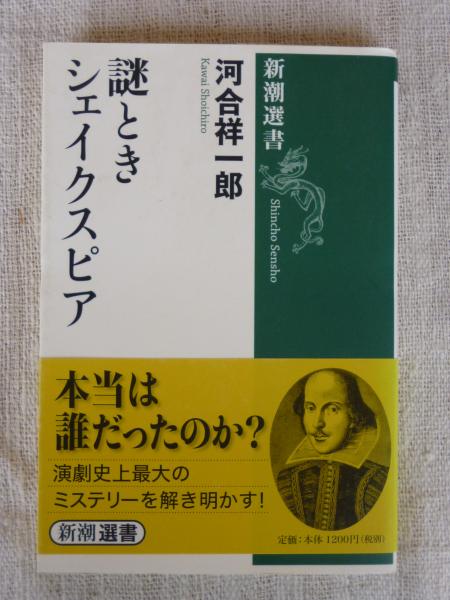 新潮選書
Shincho Sensho
河合祥一郎
Kawai Shoichiro
謎とき
シェイクスピア
本当は
誰だったのか?
演劇史上最大の
ミステリーを解き明かす!
新潮選書
定価：本体1200円(税別)